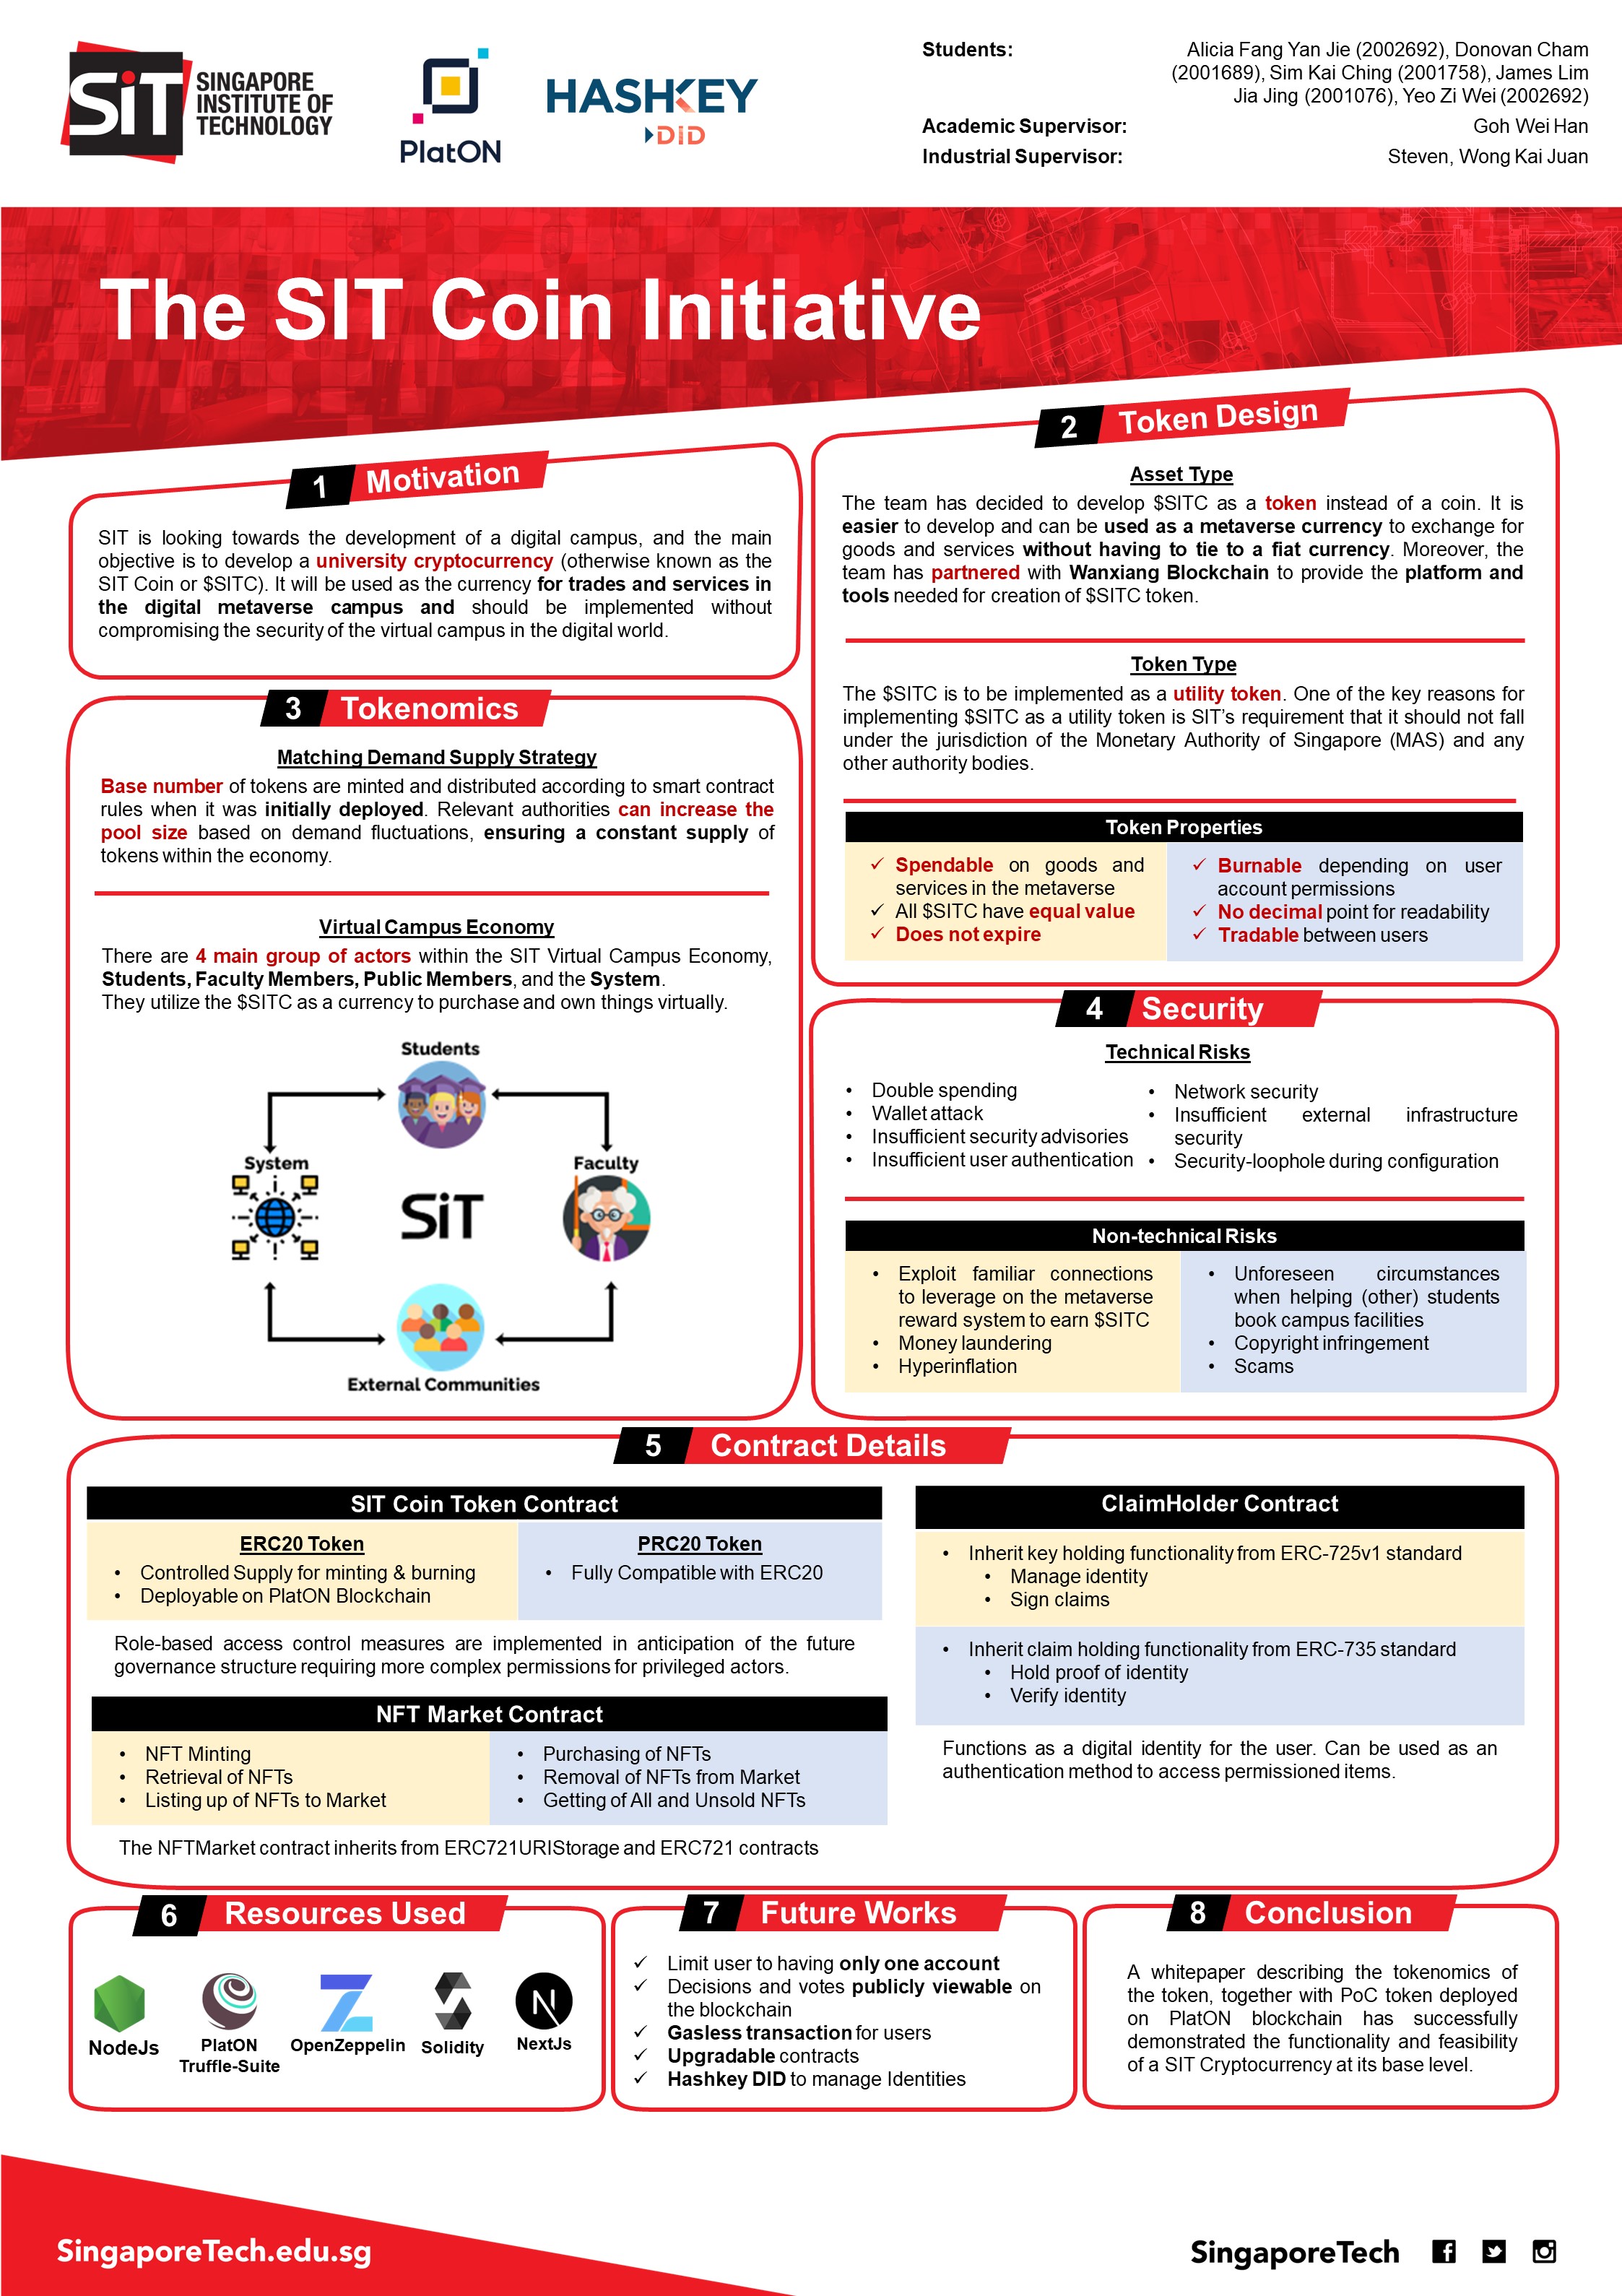 SiT SINGAPORE
INSTITUTE OF
TECHNOLOGY
PlatON
HASHKEY
DID
Students:
Alicia Fang Yan Jie (2002692), Donovan Cham
(2001689), Sim Kai Ching (2001758), James Lim
Jia Jing (2001076), Yeo Zi Wei (2002692)
Academic Supervisor: Goh Wei Han
Industrial Supervisor: Steven, Wong Kai Juan
The SIT Coin Initiative
1 Motivation
SIT is looking towards the development of a digital campus, and the main
objective is to develop a university cryptocurrency (otherwise known as the
SIT Coin or $SITC). It will be used as the currency for trades and services in
the digital metaverse campus and should be implemented without
compromising the security of the virtual campus in the digital world.
2 Token Design
Asset Type
The team has decided to develop $SITC as a token instead of a coin. It is
easier to develop and can be used as a metaverse currency to exchange for
goods and services without having to tie to a fiat currency. Moreover, the
team has partnered with Wanxiang Blockchain to provide the platform and
tools needed for creation of $SITC token.
Token Type
The $SITC is to be implemented as a utility token. One of the key reasons for
implementing $SITC as a utility token is SIT's requirement that it should not fall
under the jurisdiction of the Monetary Authority of Singapore (MAS) and any
other authority bodies.
Token Properties
✓ Spendable on goods and
services in the metaverse
✓ All $SITC have equal value
✓ Does not expire
✓ Burnable depending on user
account permissions
✓ No decimal point for readability
✓ Tradable between users
3 Tokenomics
Matching Demand Supply Strategy
Base number of tokens are minted and distributed according to smart contract
rules when it was initially deployed. Relevant authorities can increase the
pool size based on demand fluctuations, ensuring a constant supply of
tokens within the economy.
Virtual Campus Economy
There are 4 main group of actors within the SIT Virtual Campus Economy,
Students, Faculty Members, Public Members, and the System.
They utilize the $SITC as a currency to purchase and own things virtually.
Students
System
Faculty
SiT
External Communities
4 Security
Technical Risks
• Double spending
• Wallet attack
• Insufficient security advisories
• Insufficient user authentication
• Network security
• Insufficient external infrastructure
security
• Security-loophole during configuration
Non-technical Risks
• Exploit familiar connections
to leverage on the metaverse
reward system to earn $SITC
• Money laundering
• Hyperinflation
• Unforeseen circumstances
when helping (other) students
book campus facilities
• Copyright infringement
• Scams
5 Contract Details
SIT Coin Token Contract
ERC20 Token
• Controlled Supply for minting & burning
• Deployable on PlatON Blockchain
PRC20 Token
• Fully Compatible with ERC20
Role-based access control measures are implemented in anticipation of the future
governance structure requiring more complex permissions for privileged actors.
NFT Market Contract
• NFT Minting
• Retrieval of NFTs
• Listing up of NFTs to Market
• Purchasing of NFTs
• Removal of NFTs from Market
• Getting of All and Unsold NFTs
The NFTMarket contract inherits from ERC721URIStorage and ERC721 contracts
ClaimHolder Contract
• Inherit key holding functionality from ERC-725v1 standard
• Manage identity
• Sign claims
• Inherit claim holding functionality from ERC-735 standard
• Hold proof of identity
• Verify identity
Functions as a digital identity for the user. Can be used as an
authentication method to access permissioned items.
6 Resources Used
NodeJs
PlatON
Truffle-Suite
OpenZeppelin
Solidity
N
NextJs
7 Future Works
✓ Limit user to having only one account
✓ Decisions and votes publicly viewable on
the blockchain
✓ Gasless transaction for users
✓ Upgradable contracts
✓ Hashkey DID to manage Identities
8 Conclusion
A whitepaper describing the tokenomics of
the token, together with PoC token deployed
on PlatON blockchain has successfully
demonstrated the functionality and feasibility
of a SIT Cryptocurrency at its base level.
SingaporeTech.edu.sg
SingaporeTech